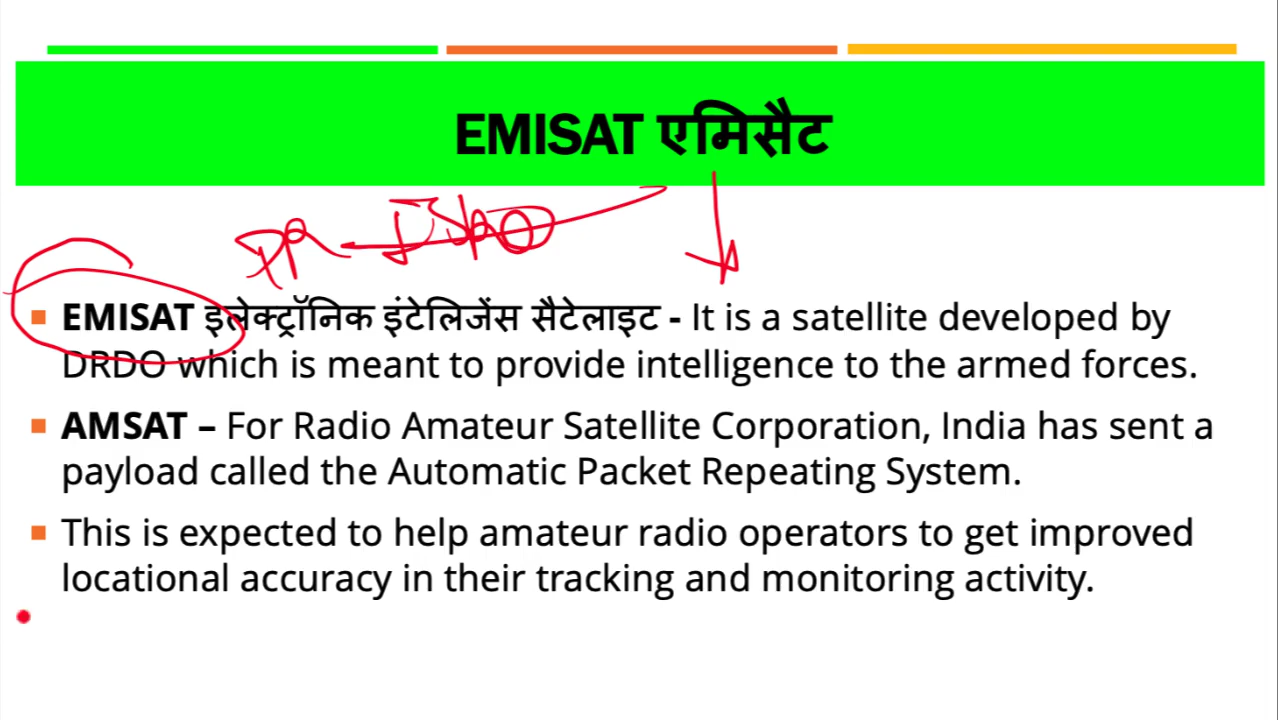 EMISAT एमिसैट
EMISAT इलेक्ट्रॉनिक इंटेलिजेंस सैटेलाइट - It is a satellite developed by
DRDO which is meant to provide intelligence to the armed forces.
AMSAT – For Radio Amateur Satellite Corporation, India has sent a
payload called the Automatic Packet Repeating System.
This is expected to help amateur radio operators to get improved
locational accuracy in their tracking and monitoring activity.